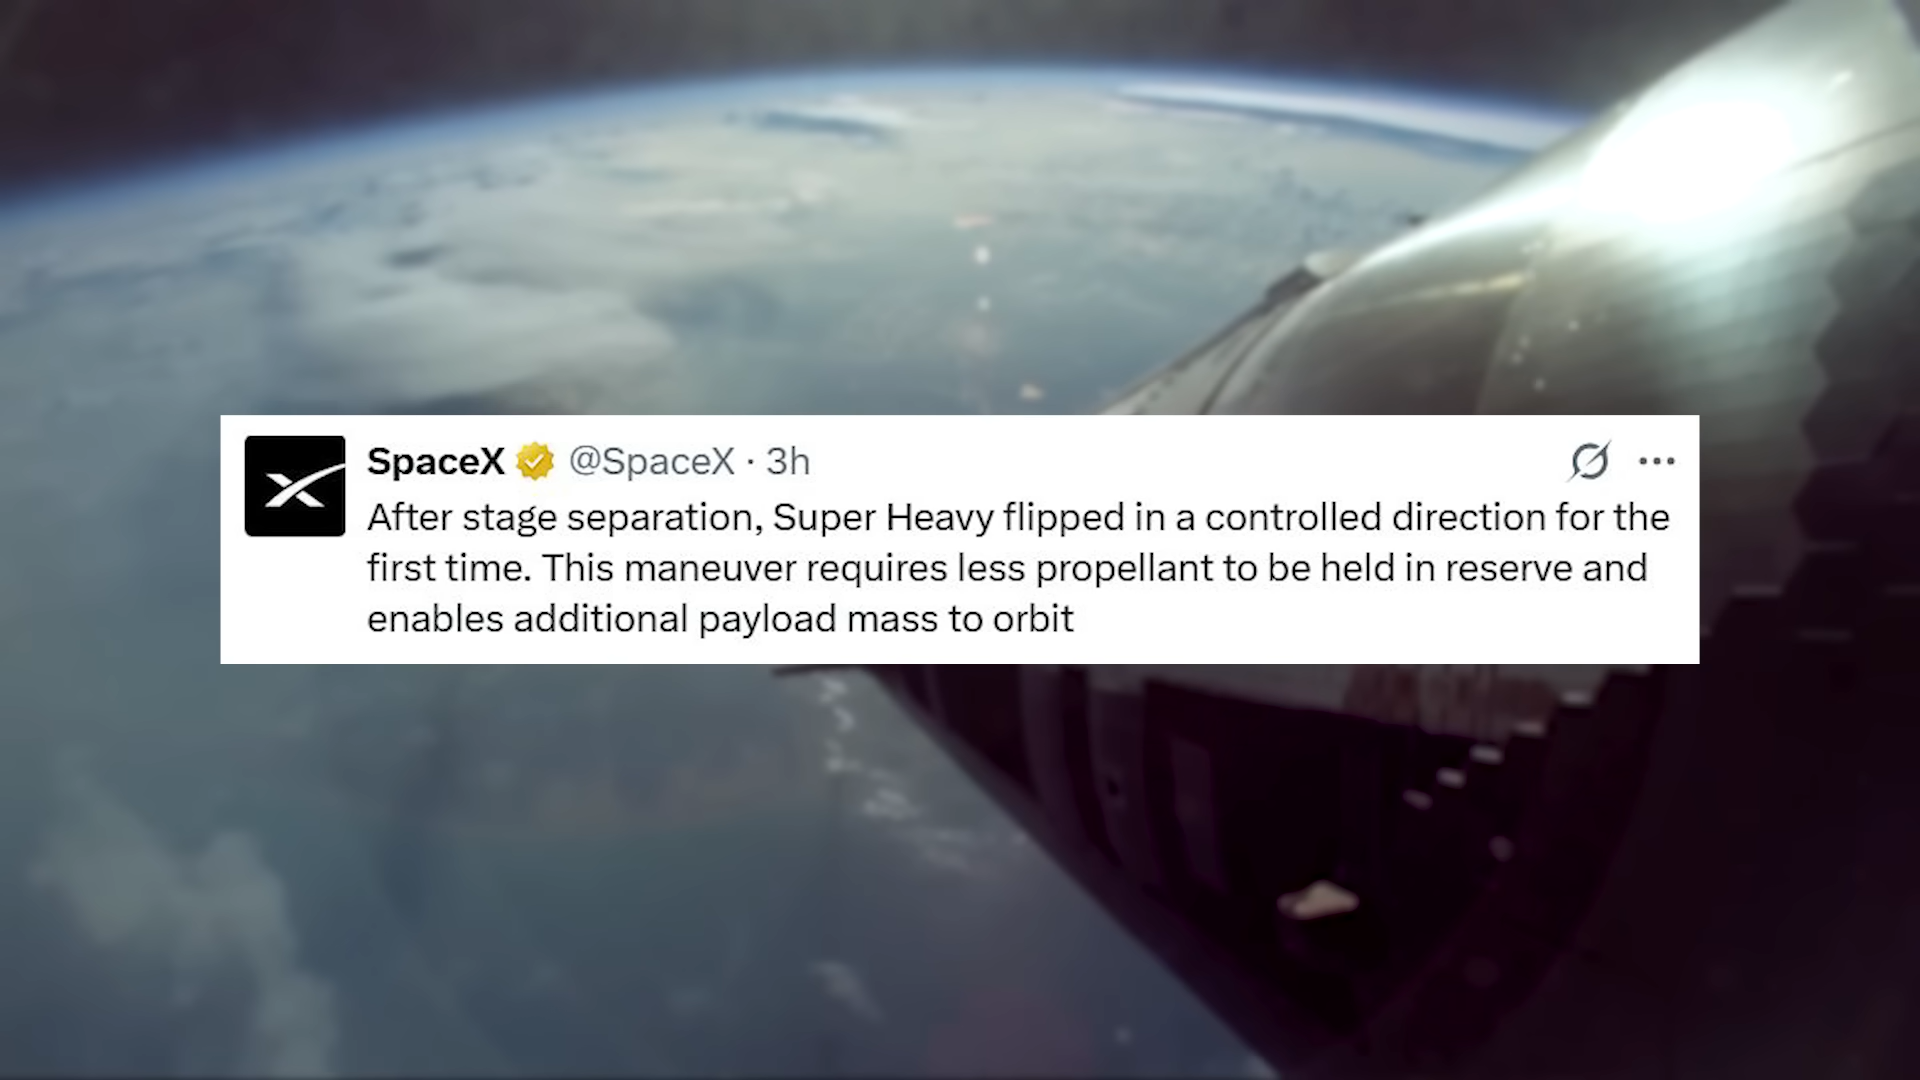 SpaceX @SpaceX · 3h
After stage separation, Super Heavy flipped in a controlled direction for the
first time. This maneuver requires less propellant to be held in reserve and
enables additional payload mass to orbit